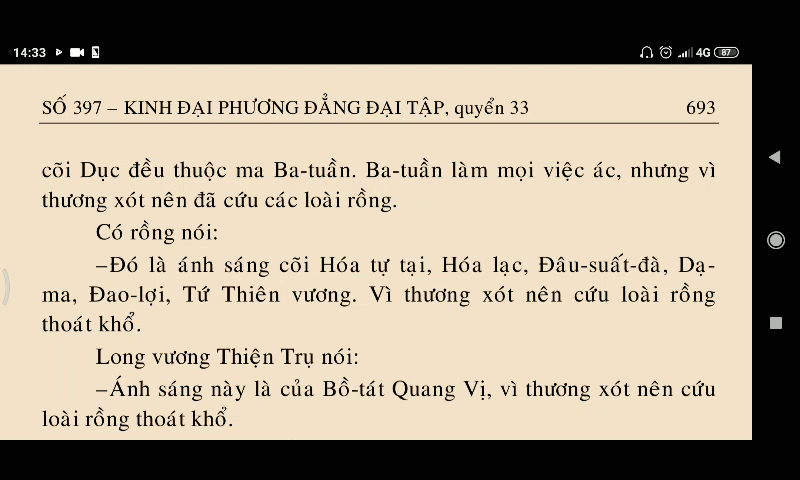 14:33
4G 87
SỐ 397 – KINH ĐẠI PHƯƠNG ĐẲNG ĐẠI TẬP, quyển 33 693
cõi Dục đều thuộc ma Ba-tuần. Ba-tuần làm mọi việc ác, nhưng vì
thương xót nên đã cứu các loài rồng.
Có rồng nói:
–Đó là ánh sáng cõi Hóa tự tại, Hóa lạc, Đâu-suất-đà, Dạ-
ma, Đao-lợi, Tứ Thiên vương. Vì thương xót nên cứu loài rồng
thoát khổ.
Long vương Thiện Trụ nói:
–Ánh sáng này là của Bồ-tát Quang Vị, vì thương xót nên cứu
loài rồng thoát khổ.